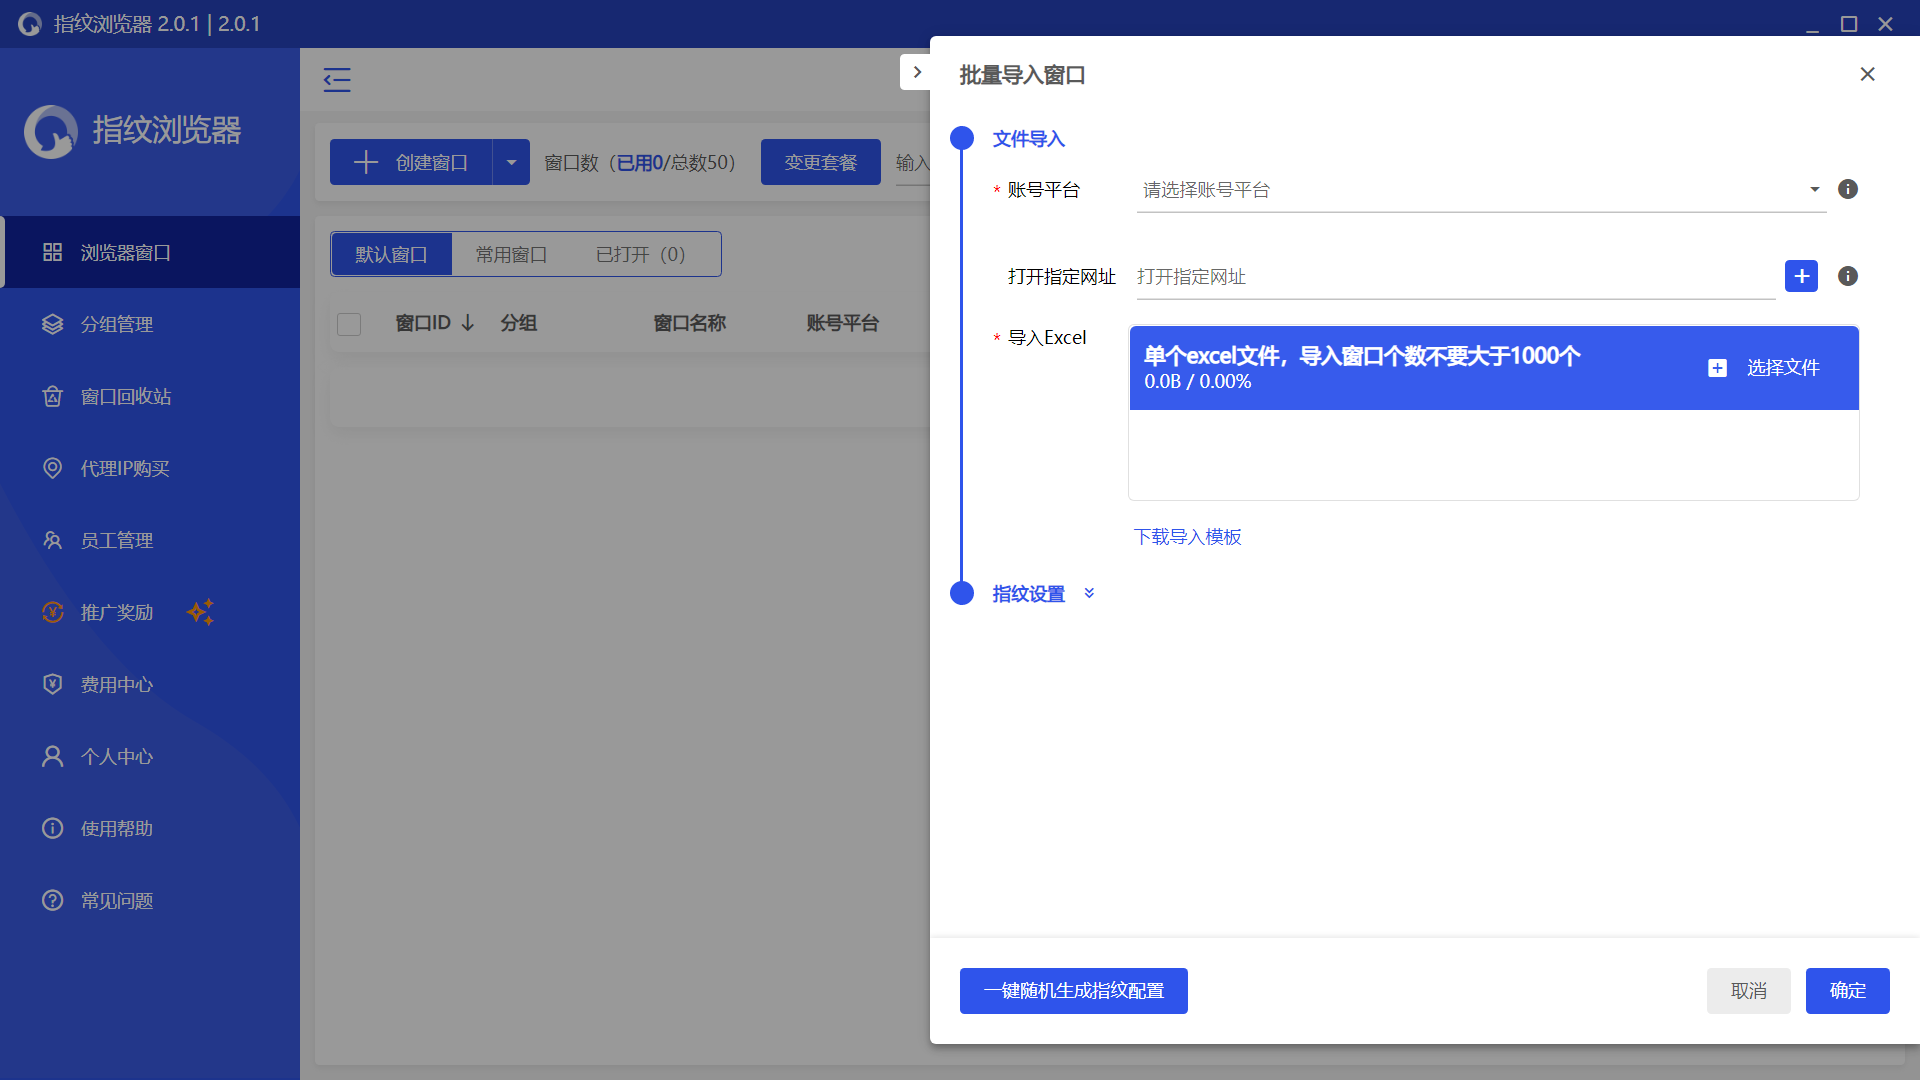 指纹浏览器 2.0.1 | 2.0.1
指纹浏览器
浏览器窗口
分组管理
窗口回收站
代理IP购买
员工管理
推广奖励
费用中心
个人中心
使用帮助
常见问题
创建窗口
窗口数（已用0/总数50）
变更套餐
输入
默认窗口
常用窗口
已打开（0）
窗口ID
分组
窗口名称
账号平台
批量导入窗口
文件导入
* 账号平台
请选择账号平台
打开指定网址
打开指定网址
* 导入Excel
单个excel文件，导入窗口个数不要大于1000个
0.0B / 0.00%
选择文件
下载导入模板
指纹设置
一键随机生成指纹配置
取消
确定